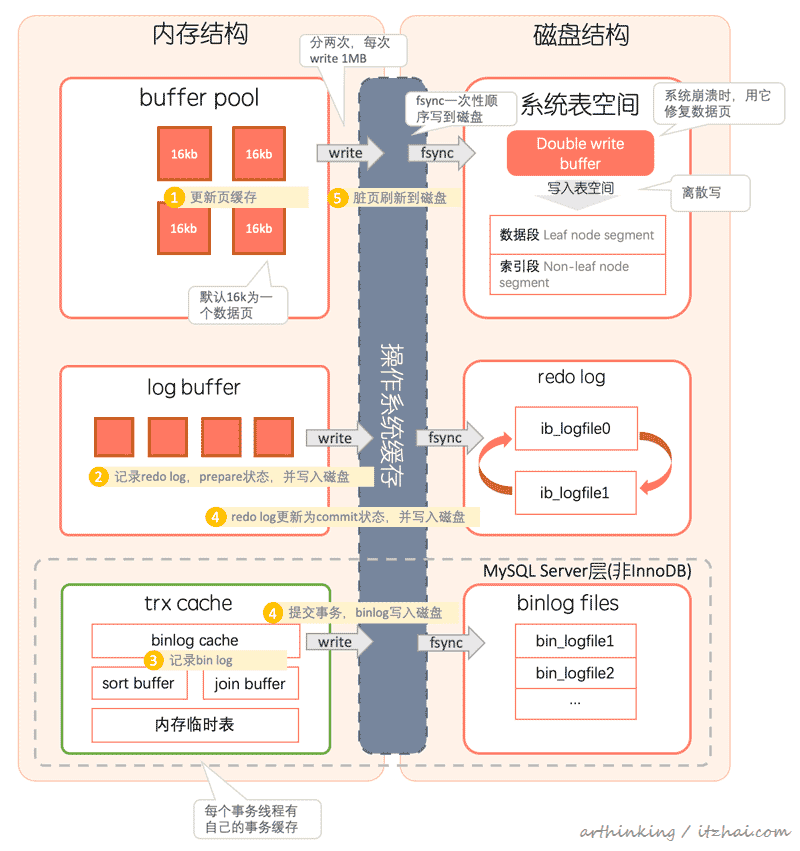 内存结构
磁盘结构
分两次，每次
write 1MB
buffer pool
16kb
16kb
1 更新页缓存
16kb
16kb
默认16k为一
个数据页
write
fsync
fsync一次性顺
序写到磁盘
5 脏页刷新到磁盘
操作系统缓存
系统表空间
系统崩溃时，用它
修复数据页
Double write
buffer
写入表空间
离散写
数据段 Leaf node segment
索引段 Non-leaf node
segment
log buffer
write
fsync
2 记录redo log，prepare状态，并写入磁盘
4 redo log更新为commit状态，并写入磁盘
redo log
ib_logfile0
ib_logfile1
MySQL Server层(非InnoDB)
trx cache
4 提交事务，binlog写入磁盘
binlog cache
write
fsync
3 记录bin log
sort buffer
join buffer
内存临时表
binlog files
bin_logfile1
bin_logfile2
...
每个事务线程有
自己的事务缓存
arthinking / itzhai.com